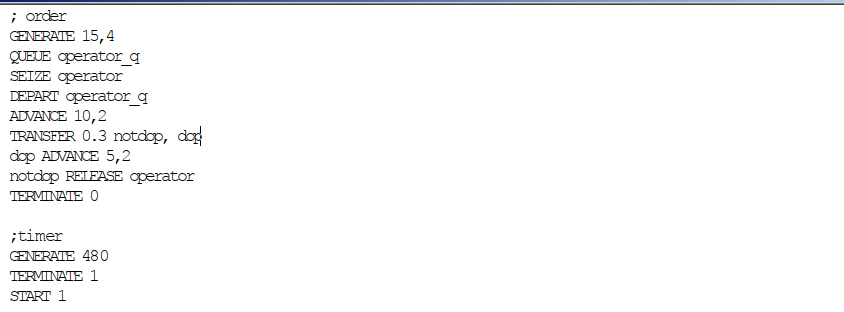 ; order
GENERATE 15,4
QUEUE operator_q
SEIZE operator
DEPART operator_q
ADVANCE 10,2
TRANSFER 0.3 notdop, dop
dop ADVANCE 5,2
notdop RELEASE operator
TERMINATE 0
;timer
GENERATE 480
TERMINATE 1
START 1